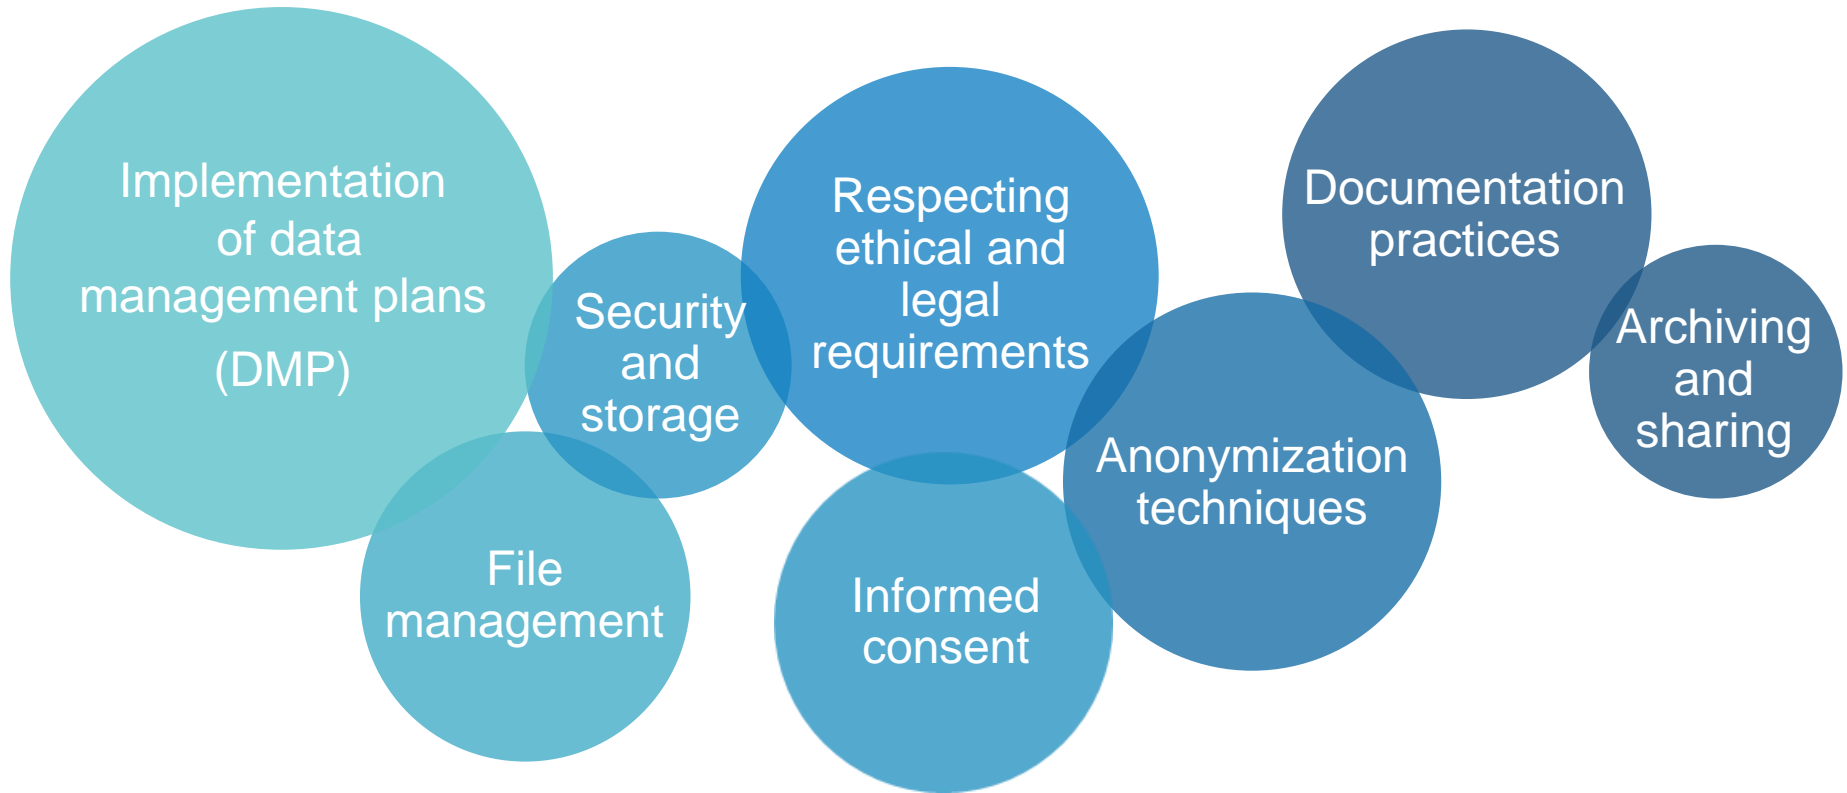 Implementation
of data
management plans
(DMP)
File
management
Security
and
storage
Respecting
ethical and
legal
requirements
Informed
consent
Anonymization
techniques
Documentation
practices
Archiving
and
sharing